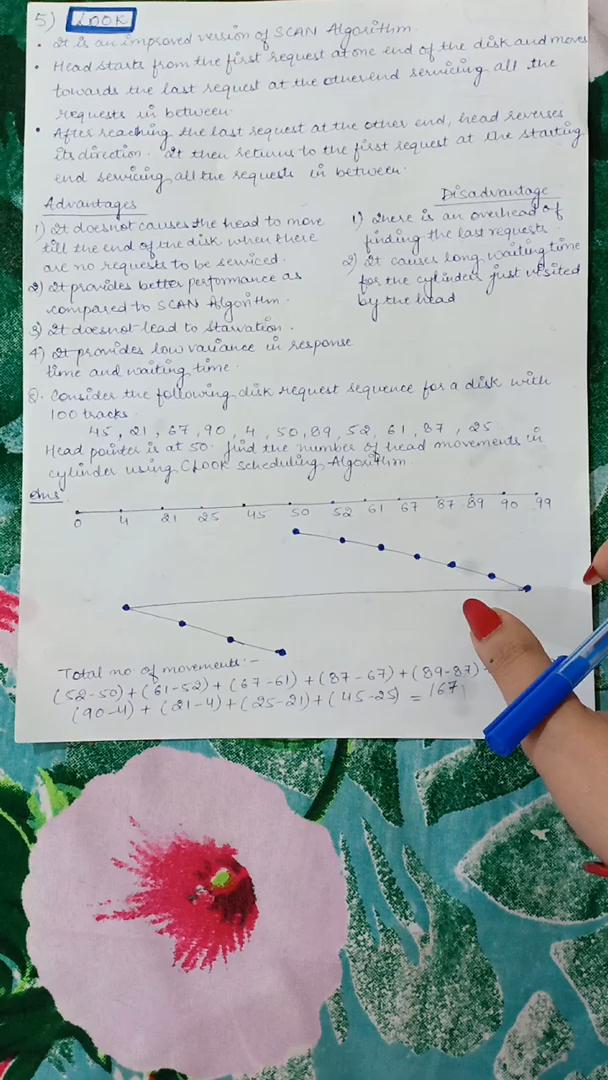 5) LOOK
• It is an improved version of SCAN Algorithm.
• Head starts from the first request at one end of the disk and moves
towards the last request at the other end servicing all the
requests in between.
• After reaching the last request at the other end, head reverses
its direction. It then returns to the first request at the starting
end servicing all the requests in between.
Advantages
1) It doesnot causes the head to move
till the end of the disk when there
are no requests to be serviced.
2) It provides better performance as
compared to SCAN Algorithm.
3) It doesnot lead to starvation.
4) It provides low variance in response
time and waiting time.
Disadvantage
1) There is an overhead of
finding the last requests.
2) It causes long waiting time
for the cylinders just visited
by the head
Q. Consider the following disk request sequence for a disk with
100 tracks.
45, 21, 67, 90, 4, 50, 89, 52, 61, 87, 25
Head pointer is at 50. find the number of head movements in
cylinder using CLOOK scheduling Algorithm.
Ans
0 4 21 25 45 50 52 61 67 87 89 90 99
Total no. of movements:-
(52-50)+(61-52)+(67-61)+(87-67)+(89-87)
(90-4)+(21-4)+(25-21)+(45-25) = 167